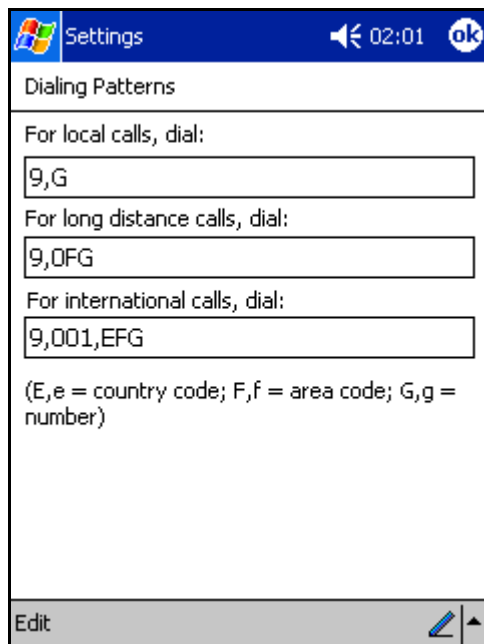 Settings 02:01 ok
Dialing Patterns
For local calls, dial:
9,G
For long distance calls, dial:
9,0FG
For international calls, dial:
9,001,EFG
(E,e = country code; F,f = area code; G,g =
number)
Edit